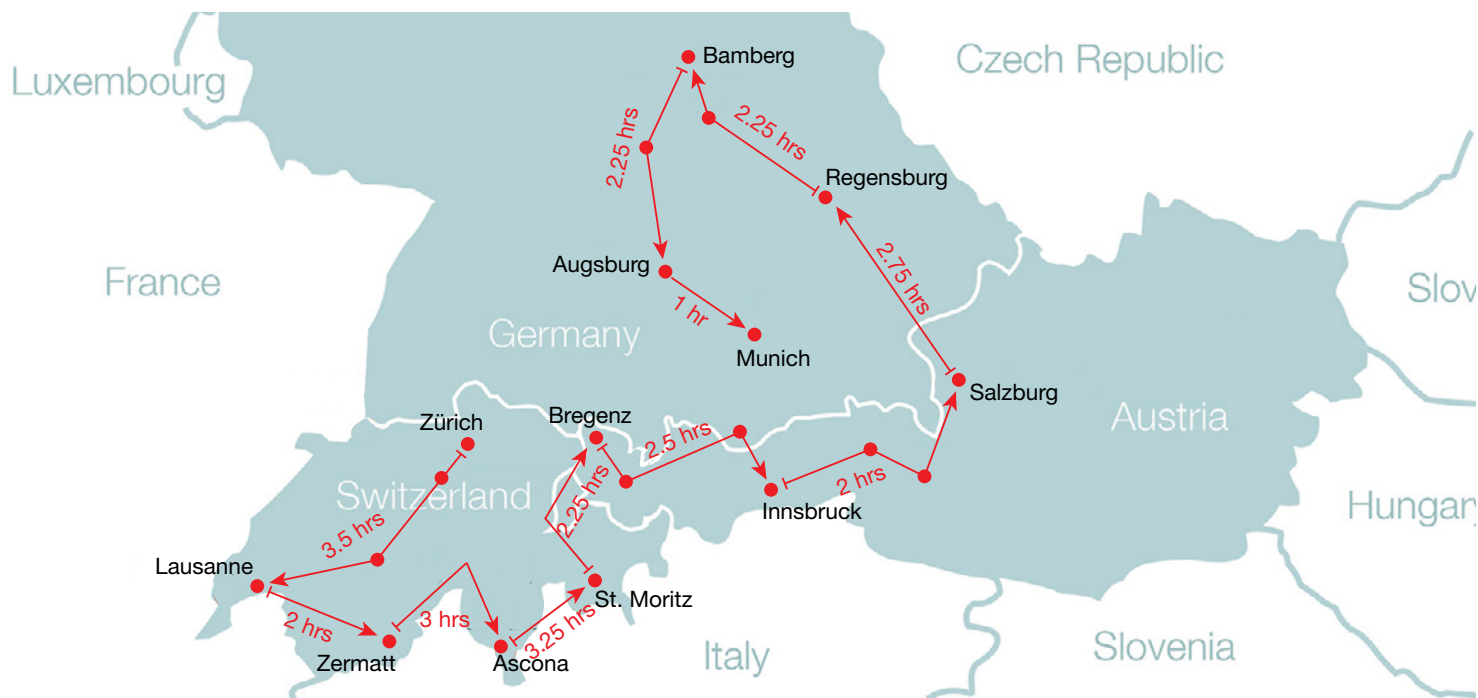 Bamberg
Czech Republic
Luxembourg
2.25 hrs
2.25 hrs
Regensburg
Augsburg
2.75 hrs
France
Slov
1 hr
Germany
Munich
Salzburg
Zürich
Bregenz
2.5 hrs
Austria
Switzerland
2.25 hrs
2 hrs
Innsbruck
Hungary
3.5 hrs
Lausanne
St. Moritz
2 hrs
3 hrs
3.25 hrs
Zermatt
Ascona
Italy
Slovenia